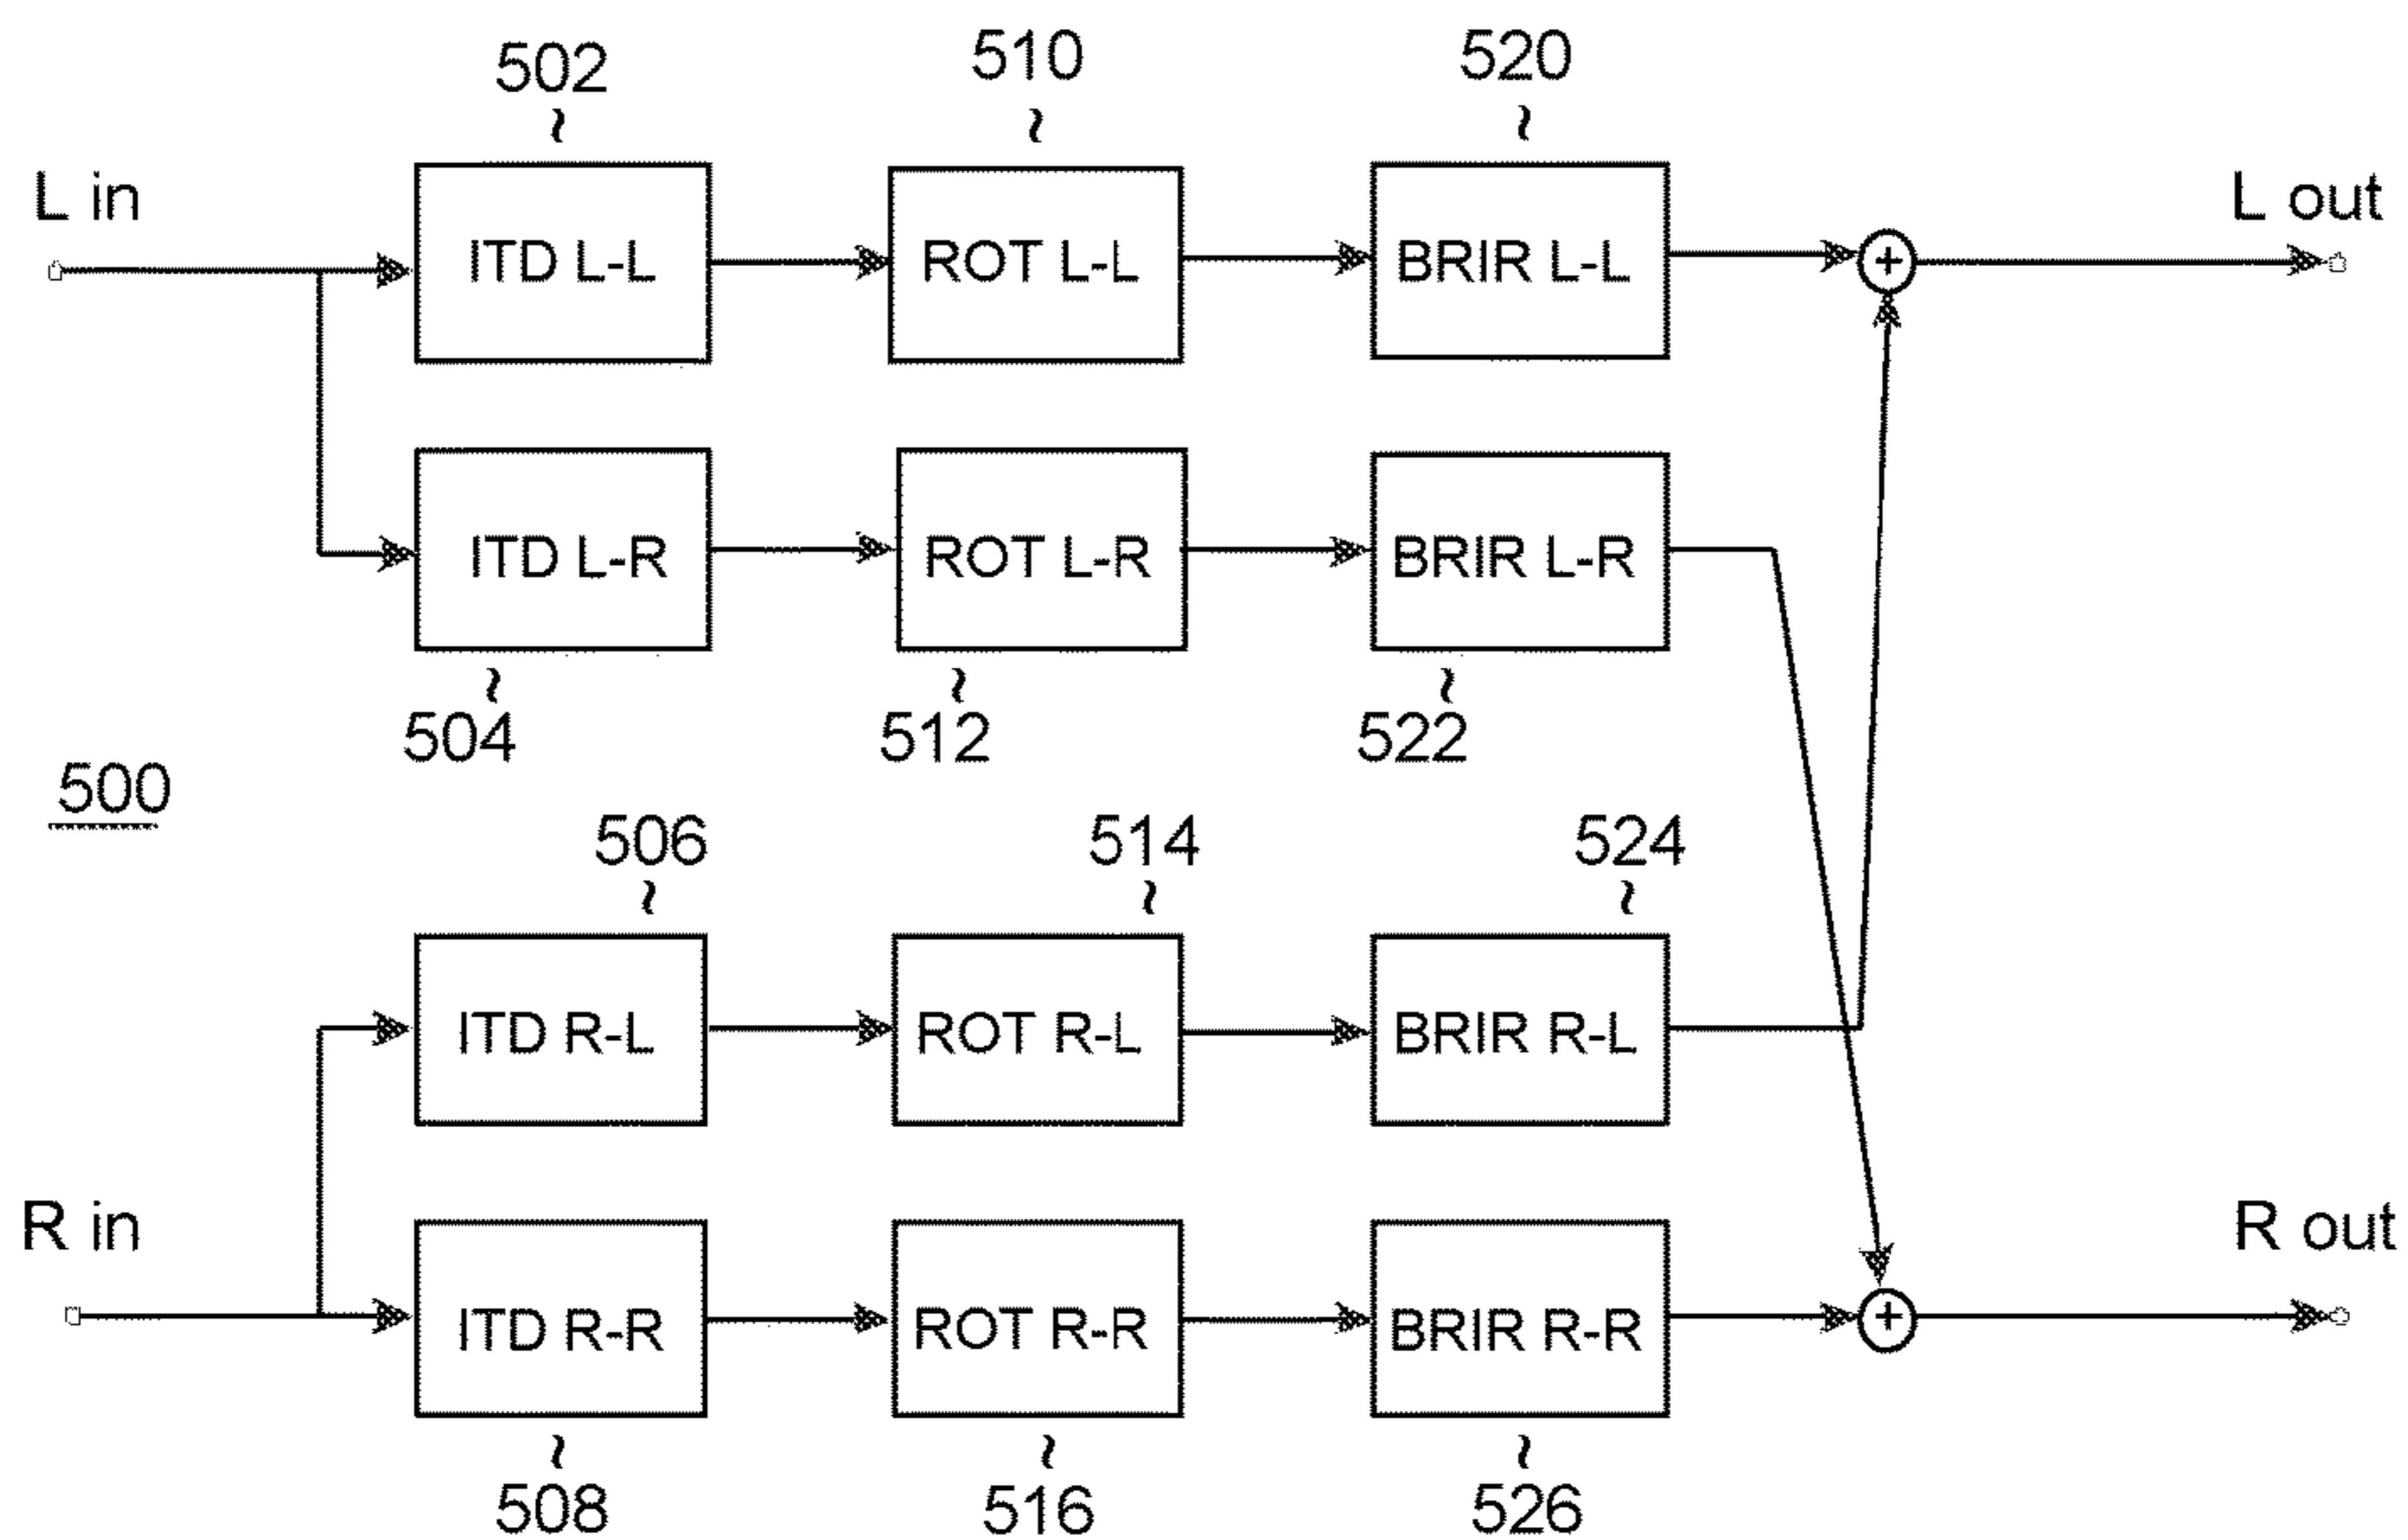 502 510 520
L in L out
ITD L-L ROT L-L BRIR L-L +
ITD L-R ROT L-R BRIR L-R
504 512 522
500
506 514 524
ITD R-L ROT R-L BRIR R-L
R in R out
ITD R-R ROT R-R BRIR R-R +
508 516 526